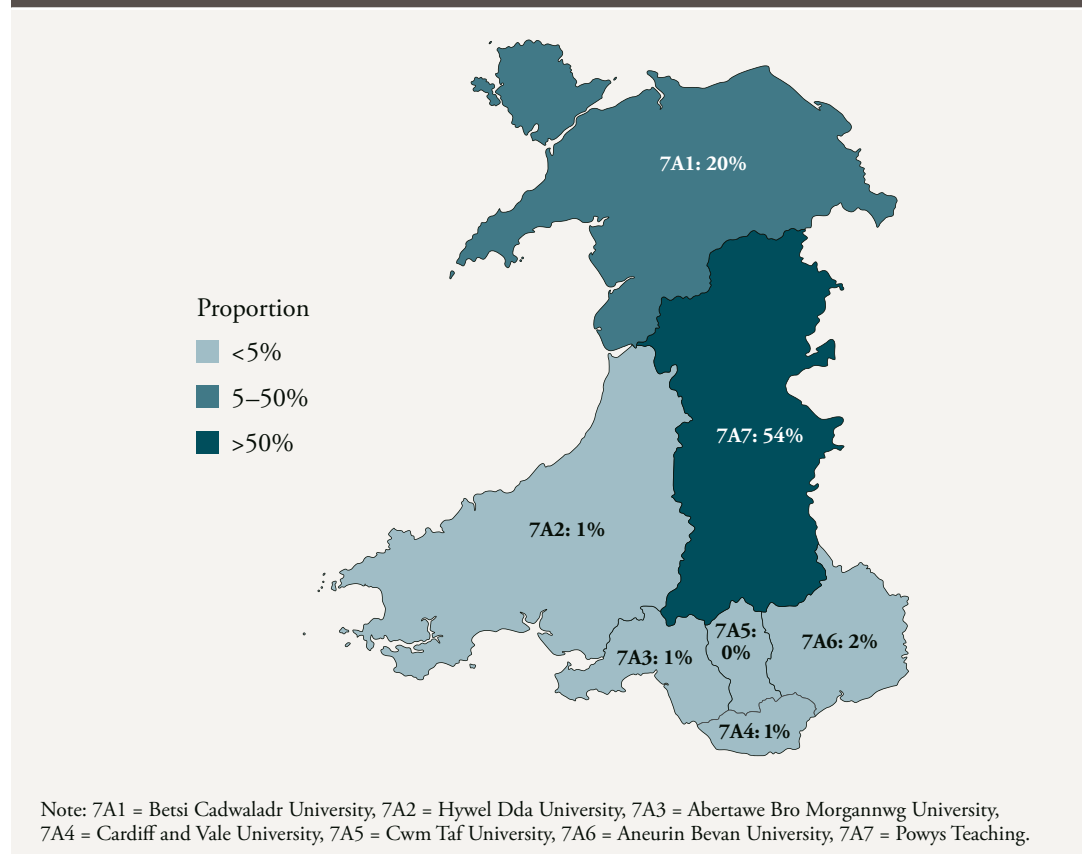 7A1: 20%
Proportion
<5%
5–50%
>50%
7A7: 54%
7A2: 1%
7A5:
0%
7A6: 2%
7A3: 1%
7A4: 1%
Note: 7A1 = Betsi Cadwaladr University, 7A2 = Hywel Dda University, 7A3 = Abertawe Bro Morgannwg University,
7A4 = Cardiff and Vale University, 7A5 = Cwm Taf University, 7A6 = Aneurin Bevan University, 7A7 = Powys Teaching.